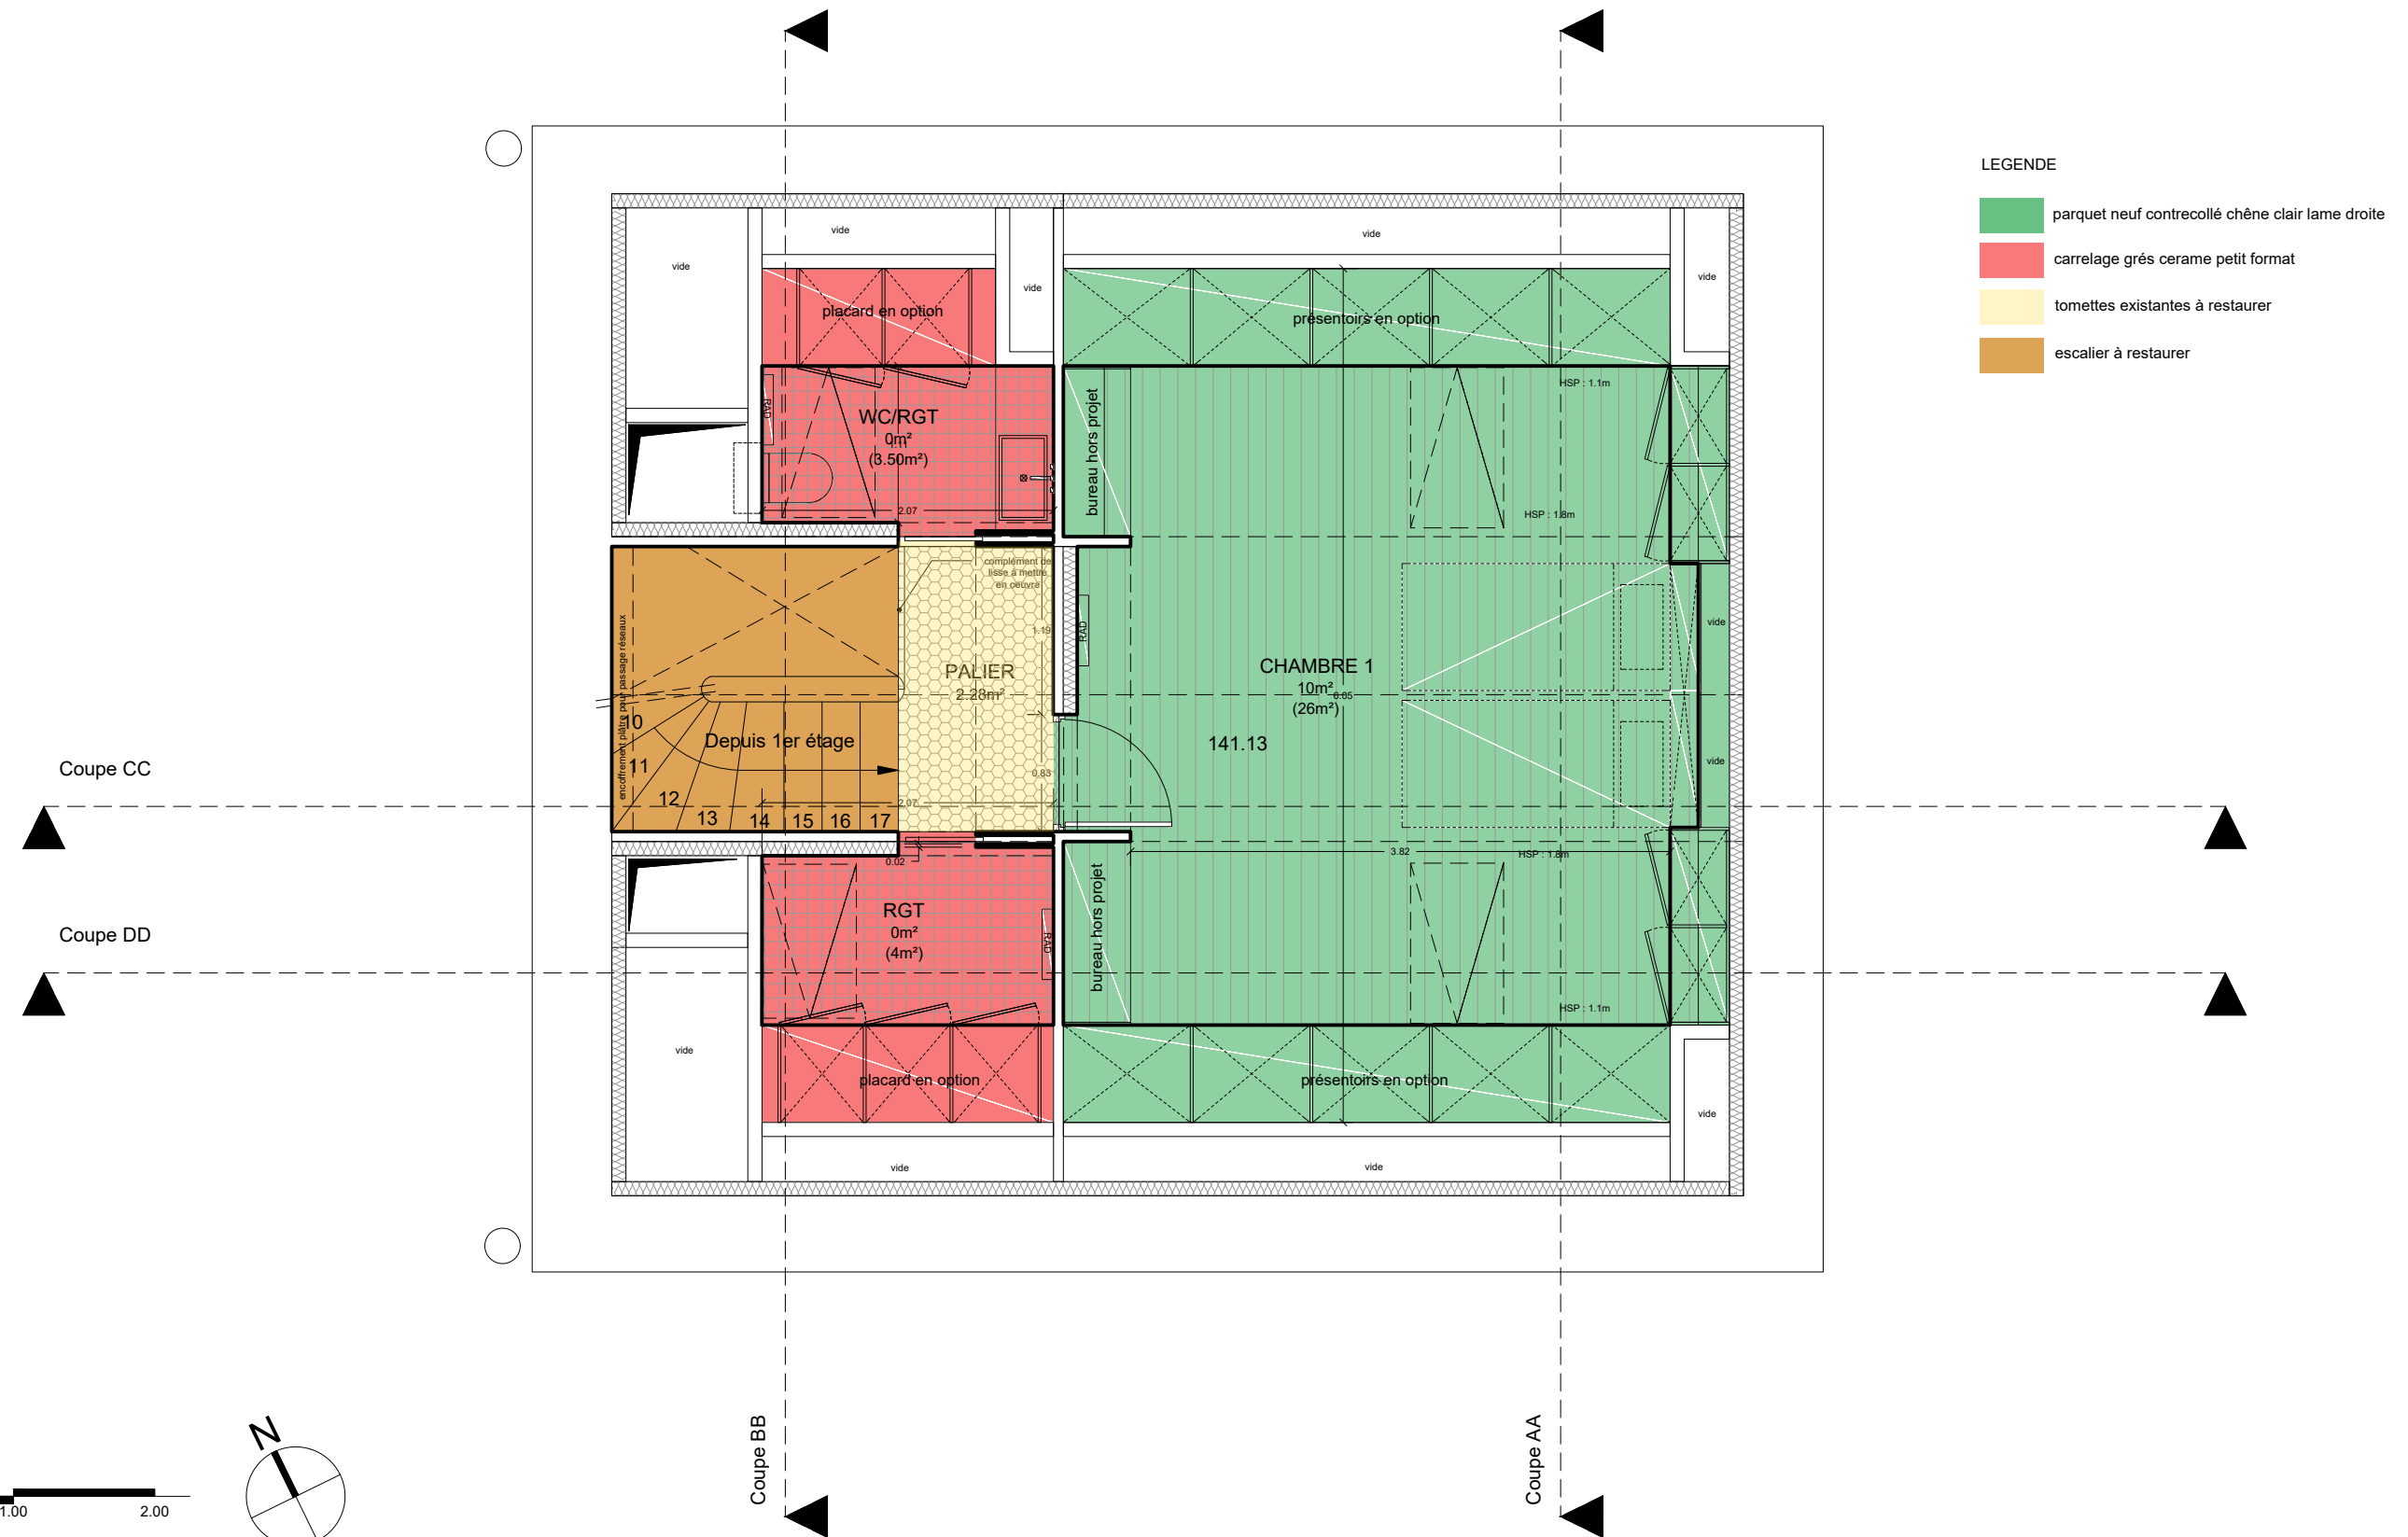 LEGENDE
parquet neuf contrecollé chêne clair lame droite
carrelage grés cerame petit format
tomettes existantes à restaurer
escalier à restaurer
vide
vide
vide
vide
vide
placard en option
présentoirs en option
RAD
WC/RGT
0m²
1.11
(3.50m²)
2.07
bureau hors projet
HSP : 1.1m
HSP : 1.8m
complément de
lisse à mettre
en oeuvre
1.19
RAD
encoffrement plâtre pour passage réseaux
PALIER
2.28m²
CHAMBRE 1
10m²
6.05
(26m²)
141.13
vide
vide
10
11
12
13
14
15
16
17
Depuis 1er étage
0.83
2.07
Coupe CC
0.02
3.82
HSP : 1.8m
RGT
0m²
(4m²)
RAD
bureau hors projet
Coupe DD
HSP : 1.1m
vide
placard en option
présentoirs en option
vide
vide
vide
Coupe BB
Coupe AA
N
1.00
2.00